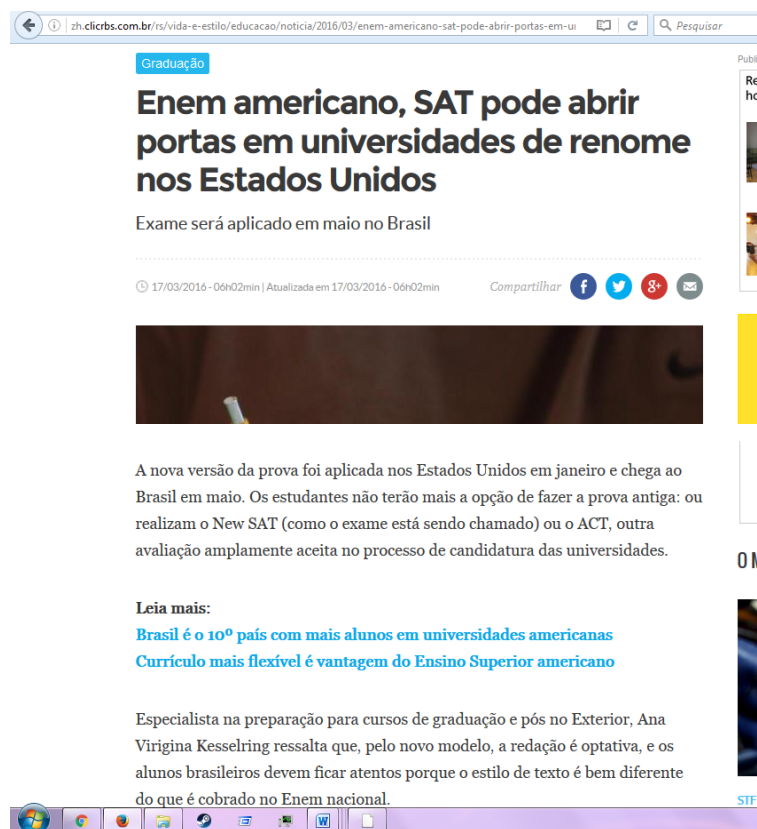 zh.clicrbs.com.br/rs/vida-e-estilo/educacao/noticia/2016/03/enem-americano-sat-pode-abrir-portas-em-u
Pesquisar
Graduação
Enem americano, SAT pode abrir
portas em universidades de renome
nos Estados Unidos
Exame será aplicado em maio no Brasil
17/03/2016 - 06h02min | Atualizada em 17/03/2016 - 06h02min
Compartilhar
A nova versão da prova foi aplicada nos Estados Unidos em janeiro e chega ao
Brasil em maio. Os estudantes não terão mais a opção de fazer a prova antiga: ou
realizam o New SAT (como o exame está sendo chamado) ou o ACT, outra
avaliação amplamente aceita no processo de candidatura das universidades.
Leia mais:
Brasil é o 10º país com mais alunos em universidades americanas
Currículo mais flexível é vantagem do Ensino Superior americano
Especialista na preparação para cursos de graduação e pós no Exterior, Ana
Virigina Kesselring ressalta que, pelo novo modelo, a redação é optativa, e os
alunos brasileiros devem ficar atentos porque o estilo de texto é bem diferente
do que é cobrado no Enem nacional.
STF